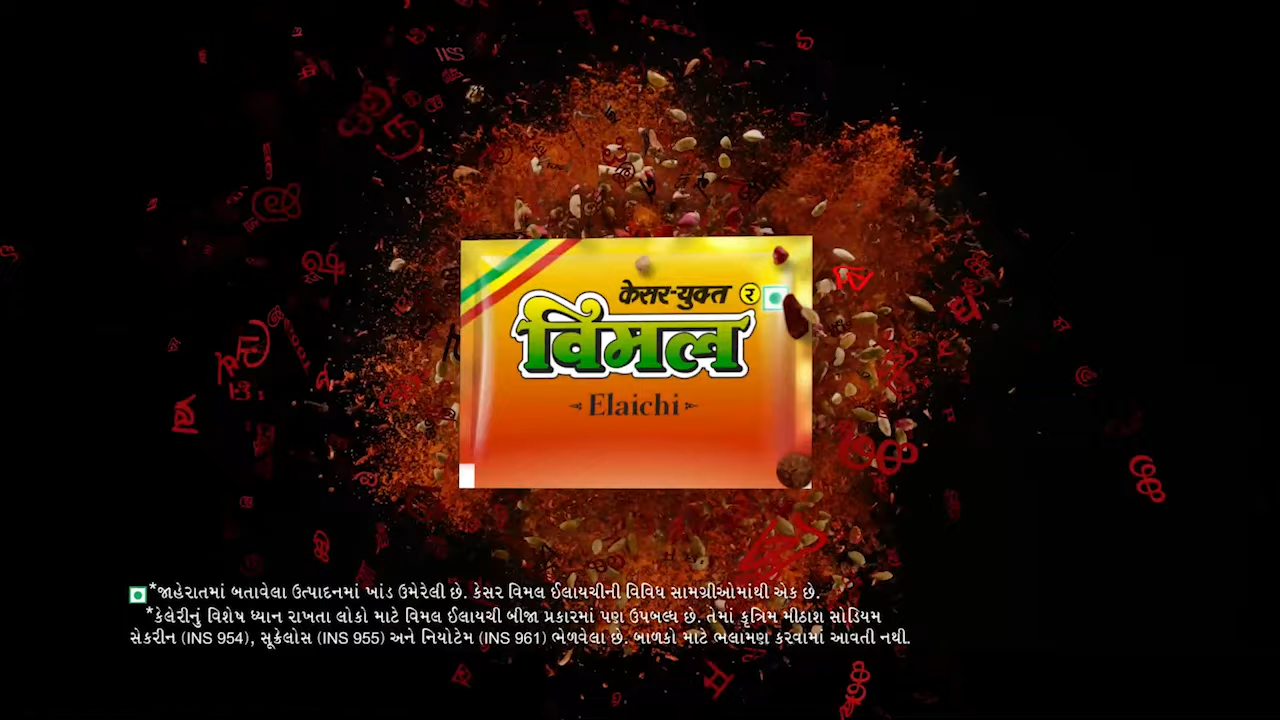 केसर-युक्त र
विमल
Elaichi
*જાહેરાતમાં બતાવેલા ઉત્પાદનમાં ખાંડ ઉમેરેલી છે. કેસર વિમલ ઈલાયચીની વિવિધ સામગ્રીઓમાંથી એક છે.
*કેલેરીનું વિશેષ ધ્યાન રાખતા લોકો માટે વિમલ ઈલાયચી બીજા પ્રકારમાં પણ ઉપબલ્ધ છે. તેમાં કૃત્રિમ મીઠાશ સોડિયમ
સેકરીન (INS 954), સૂક્રેલોસ (INS 955) અને નિયોટેમ (INS 961) ભેળવેલા છે. બાળકો માટે ભલામણ કરવામાં આવતી નથી.